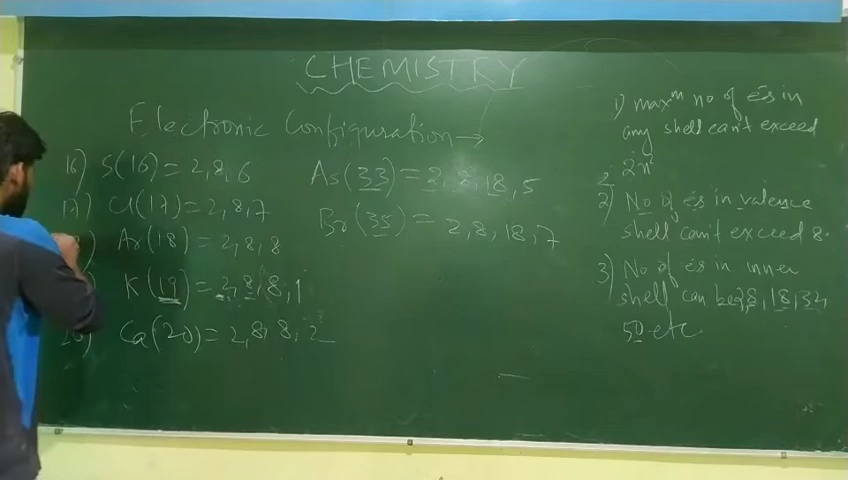 CHEMISTRY
Electronic Configuration →
16) S(16) = 2,8,6
17) Cl(17) = 2,8,7
) Ar(18) = 2,8,8
K(19) = 2,8,8,1
20) Ca(20) = 2,8,8,2
As(33) = 2,8,18,5
Br(35) = 2,8,18,7
1) maxᵐ no of e̅s in
any shell can't exceed
2n²
2) No of e̅s in valence
shell can't exceed 8.
3) No of e̅s in inner
shell can be 2,8,18,32,
50 etc